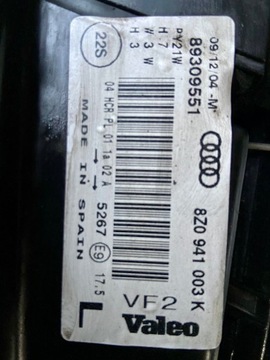 09/12/04 -M
89309551
8Z0 941 003 K
PY21W
H 7
W 3 W
H 3
22S
04 HCR PL 01 1a 02 A
5267 E9 17.5
MADE IN SPAIN
L
VF2
Valeo